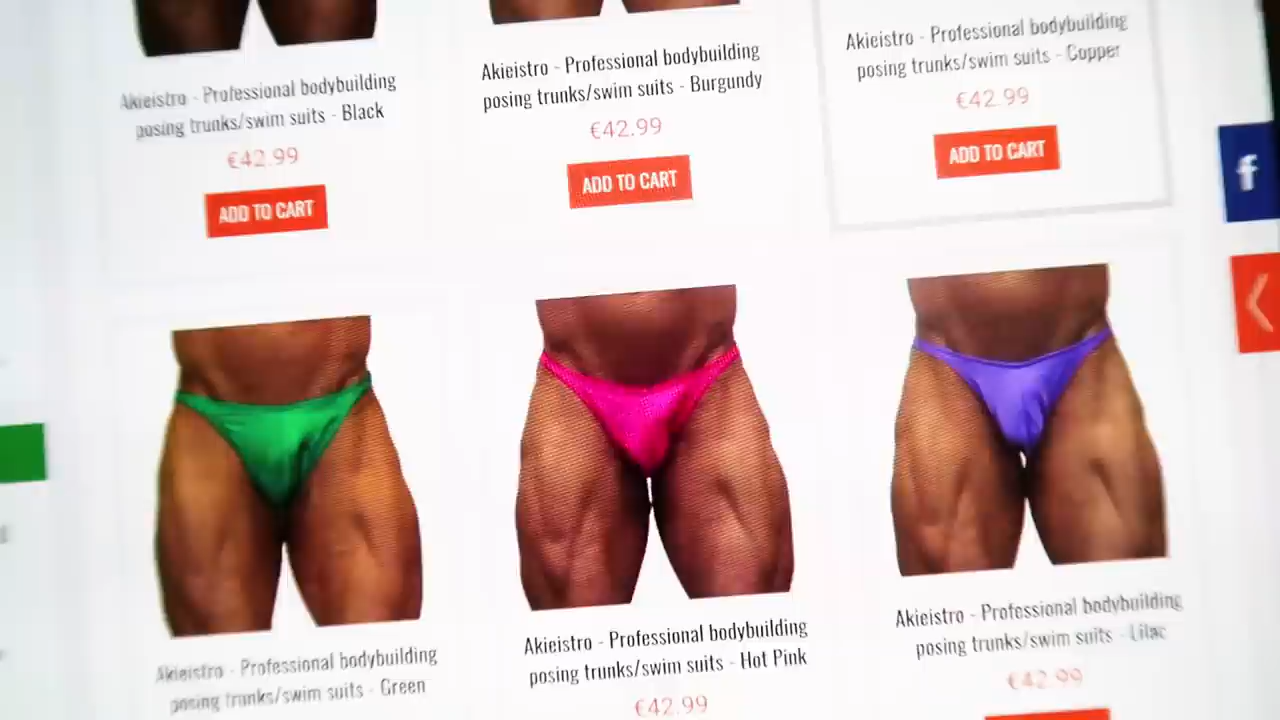 Akieistro - Professional bodybuilding
posing trunks/swim suits - Black
€42.99
ADD TO CART
Akieistro - Professional bodybuilding
posing trunks/swim suits - Burgundy
€42.99
ADD TO CART
Akieistro - Professional bodybuilding
posing trunks/swim suits - Copper
€42.99
ADD TO CART
f
Akieistro - Professional bodybuilding
posing trunks/swim suits - Green
Akieistro - Professional bodybuilding
posing trunks/swim suits - Hot Pink
€42.99
Akieistro - Professional bodybuilding
posing trunks/swim suits - Lilac
€42.99